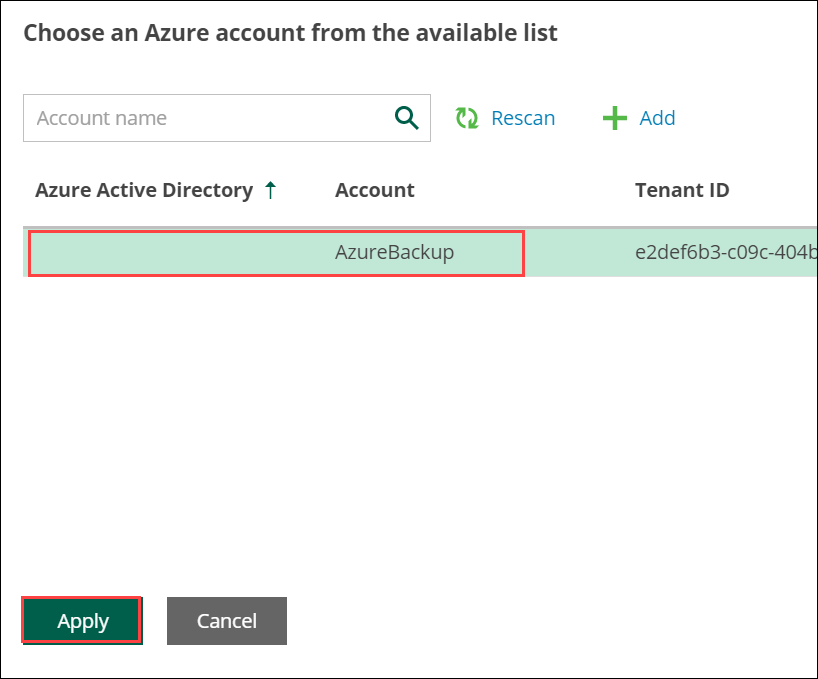 Choose an Azure account from the available list
Account name
Rescan
Add
Azure Active Directory
Account
Tenant ID
AzureBackup
e2def6b3-c09c-404b
Apply
Cancel